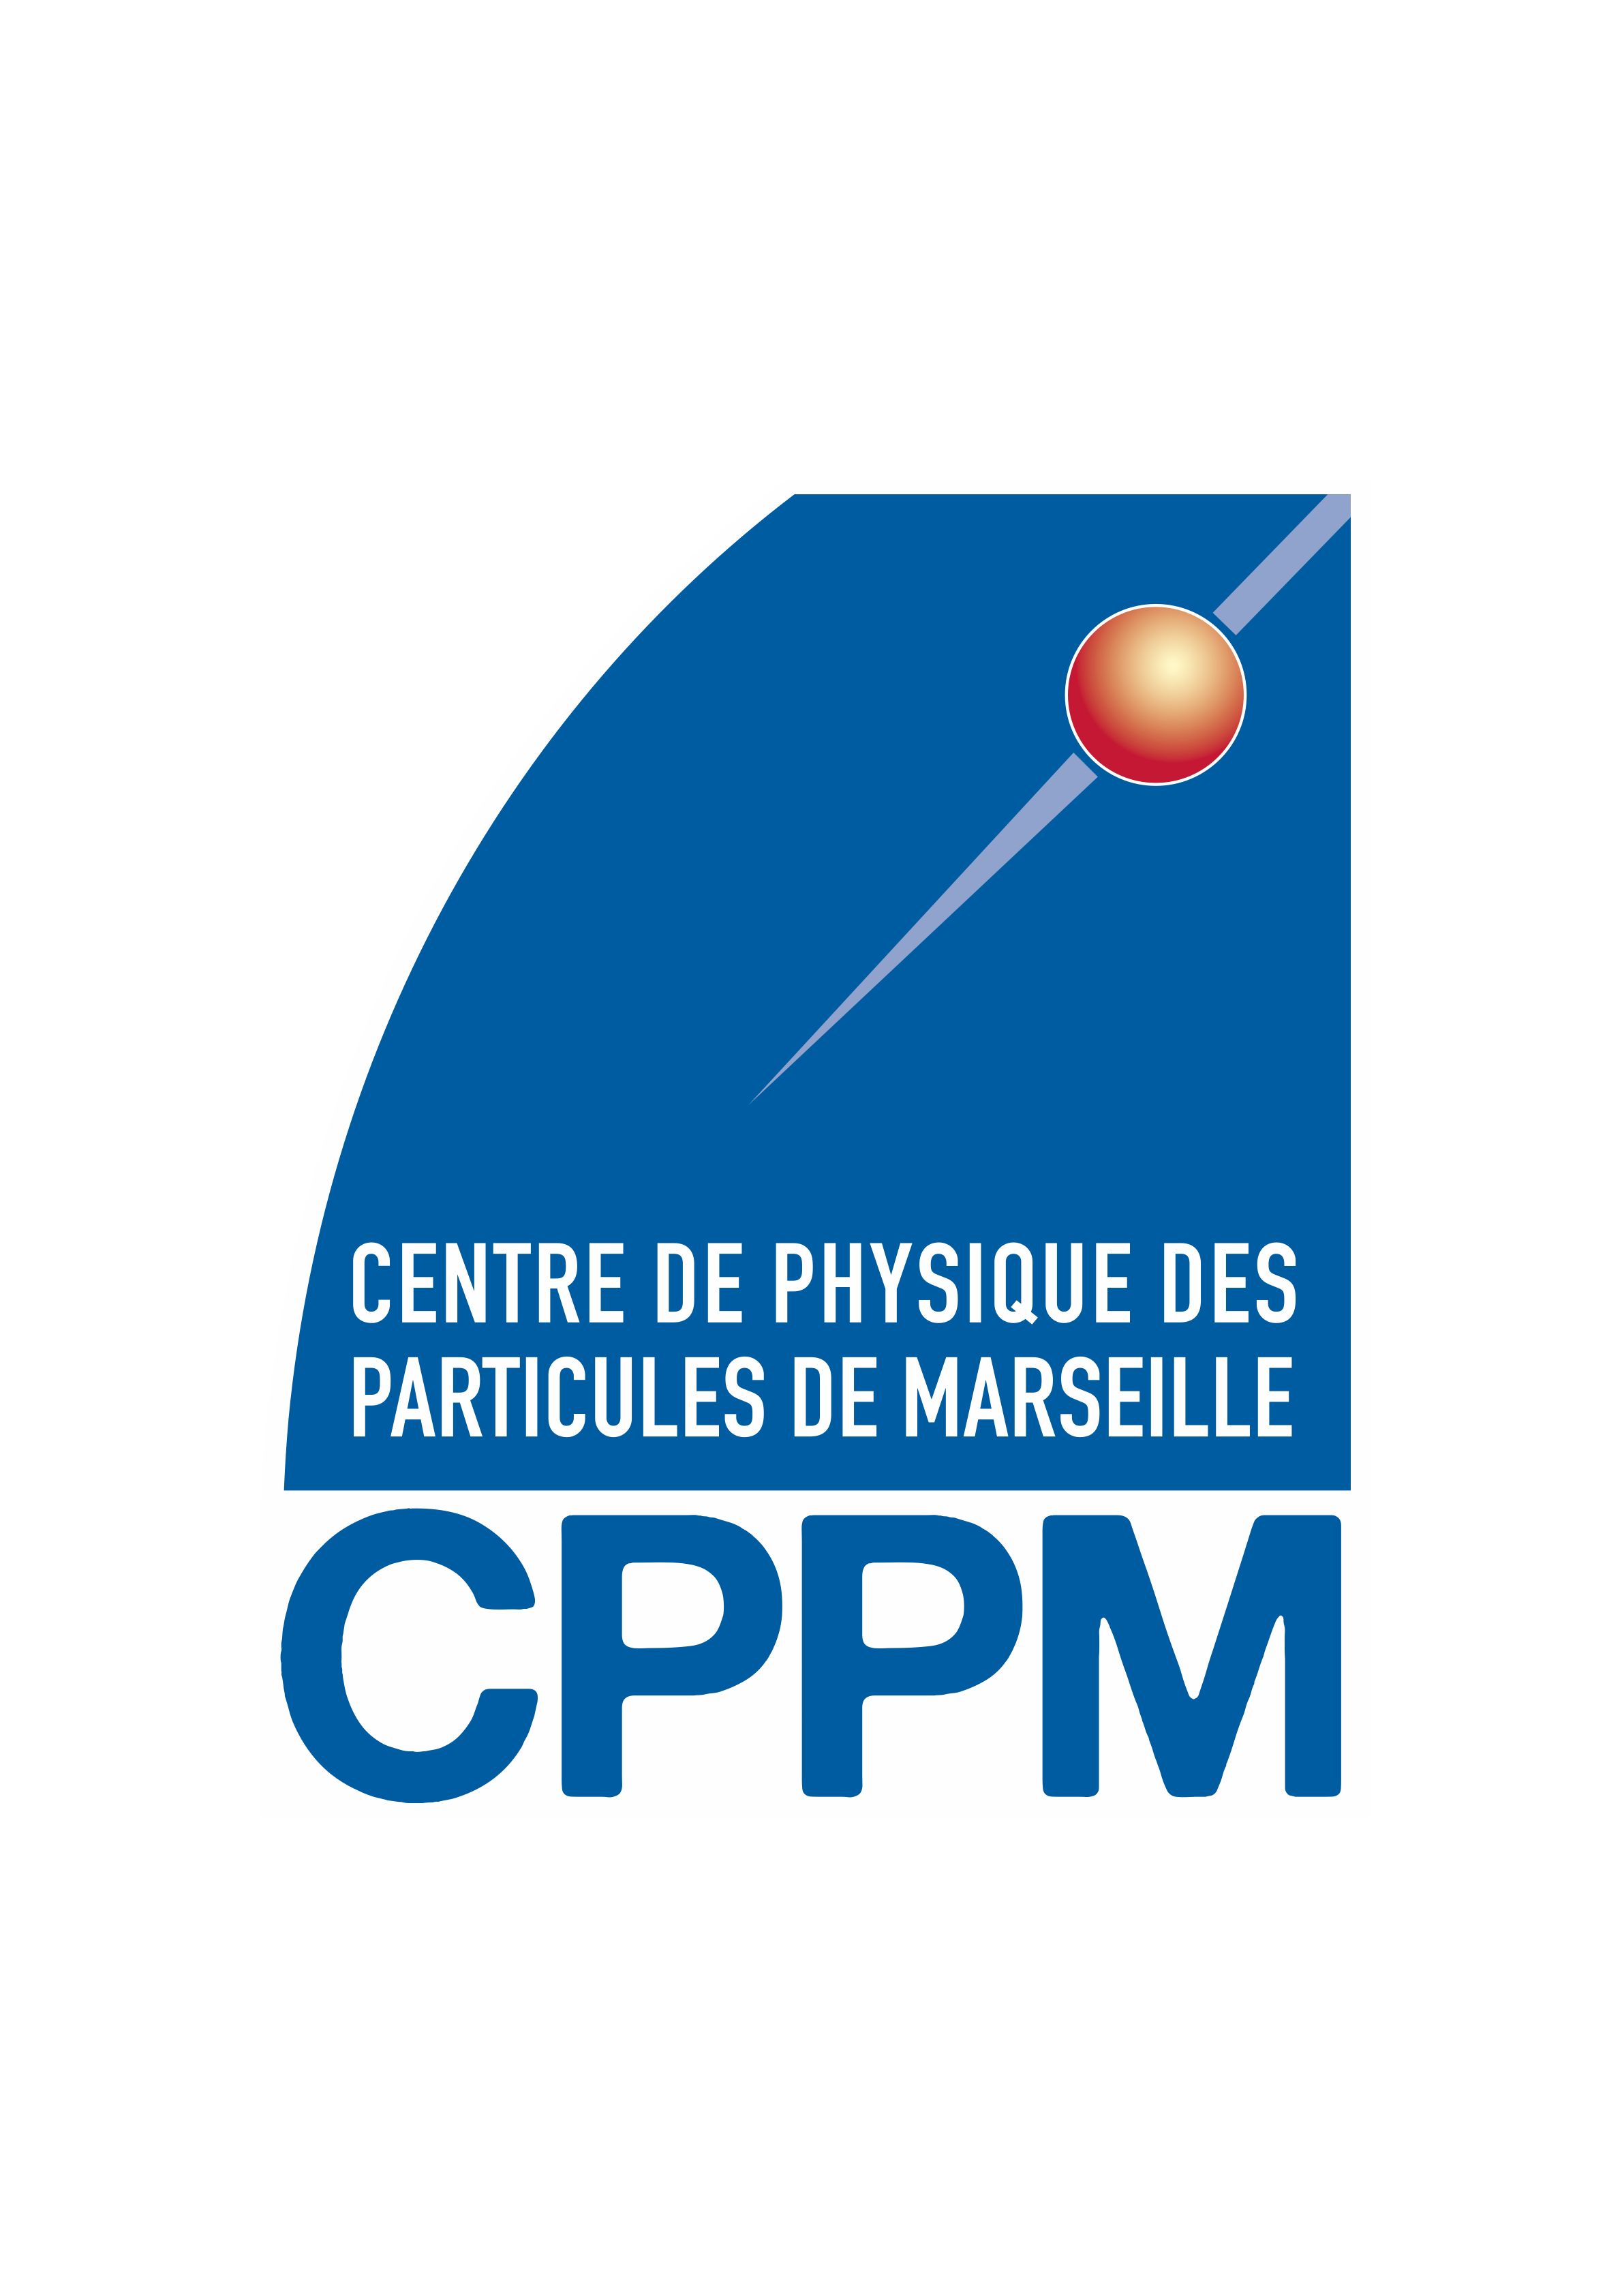 CENTRE DE PHYSIQUE DES
PARTICULES DE MARSEILLE
CPPM